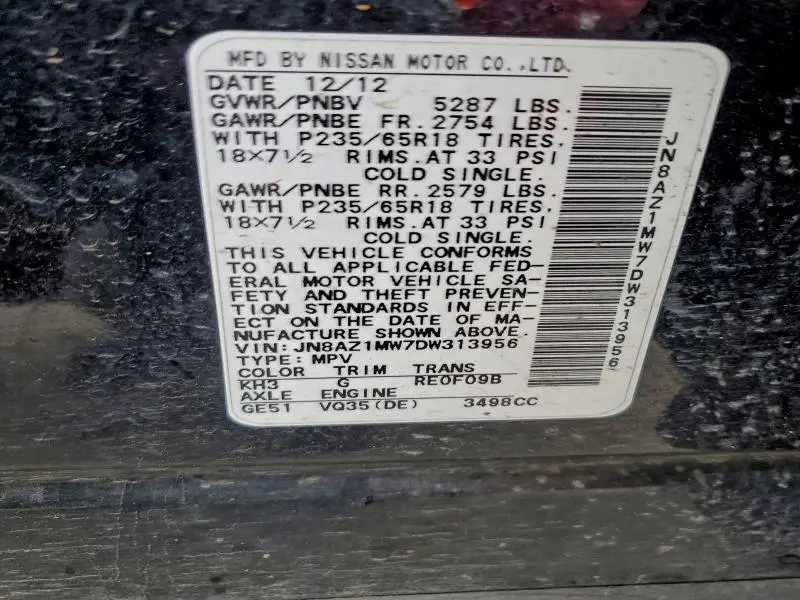 MFD BY NISSAN MOTOR CO.,LTD.
DATE 12/12
GVWR/PNBV 5287 LBS.
GAWR/PNBE FR. 2754 LBS.
WITH P235/65R18 TIRES.
18×7½ RIMS. AT 33 PSI
COLD SINGLE.
GAWR/PNBE RR. 2579 LBS.
WITH P235/65R18 TIRES.
18×7½ RIMS. AT 33 PSI
COLD SINGLE.
THIS VEHICLE CONFORMS
TO ALL APPLICABLE FED-
ERAL MOTOR VEHICLE SA-
FETY AND THEFT PREVEN-
TION STANDARDS IN EFF-
ECT ON THE DATE OF MA-
NUFACTURE SHOWN ABOVE.
VIN: JN8AZ1MW7DW313956
TYPE: MPV
COLOR TRIM TRANS
KH3 G RE0F09B
AXLE ENGINE
GE51 VQ35(DE) 3498CC
JN8AZ1MW7DW313956